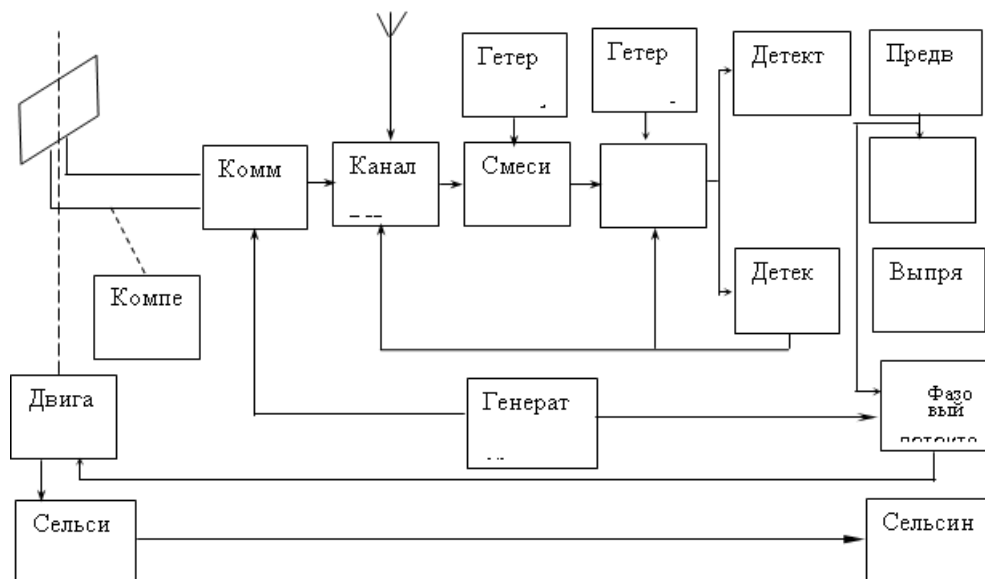 Гетер
Гетер
Детект
Предв
Комм
Канал
Смеси
Компе
Детек
Выпря
Двига
Генерат
Фазо
вый
Сельси
Сельсин